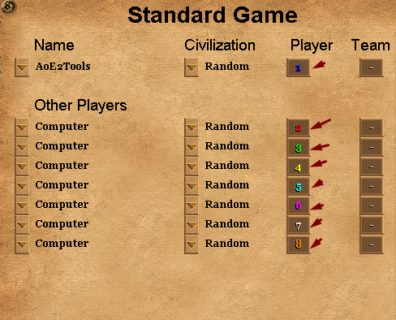 Standard Game
Name Civilization Player Team
AoE2Tools Random 1 -
Other Players
Computer Random 2 -
Computer Random 3 -
Computer Random 4 -
Computer Random 5 -
Computer Random 6 -
Computer Random 7 -
Computer Random 8 -